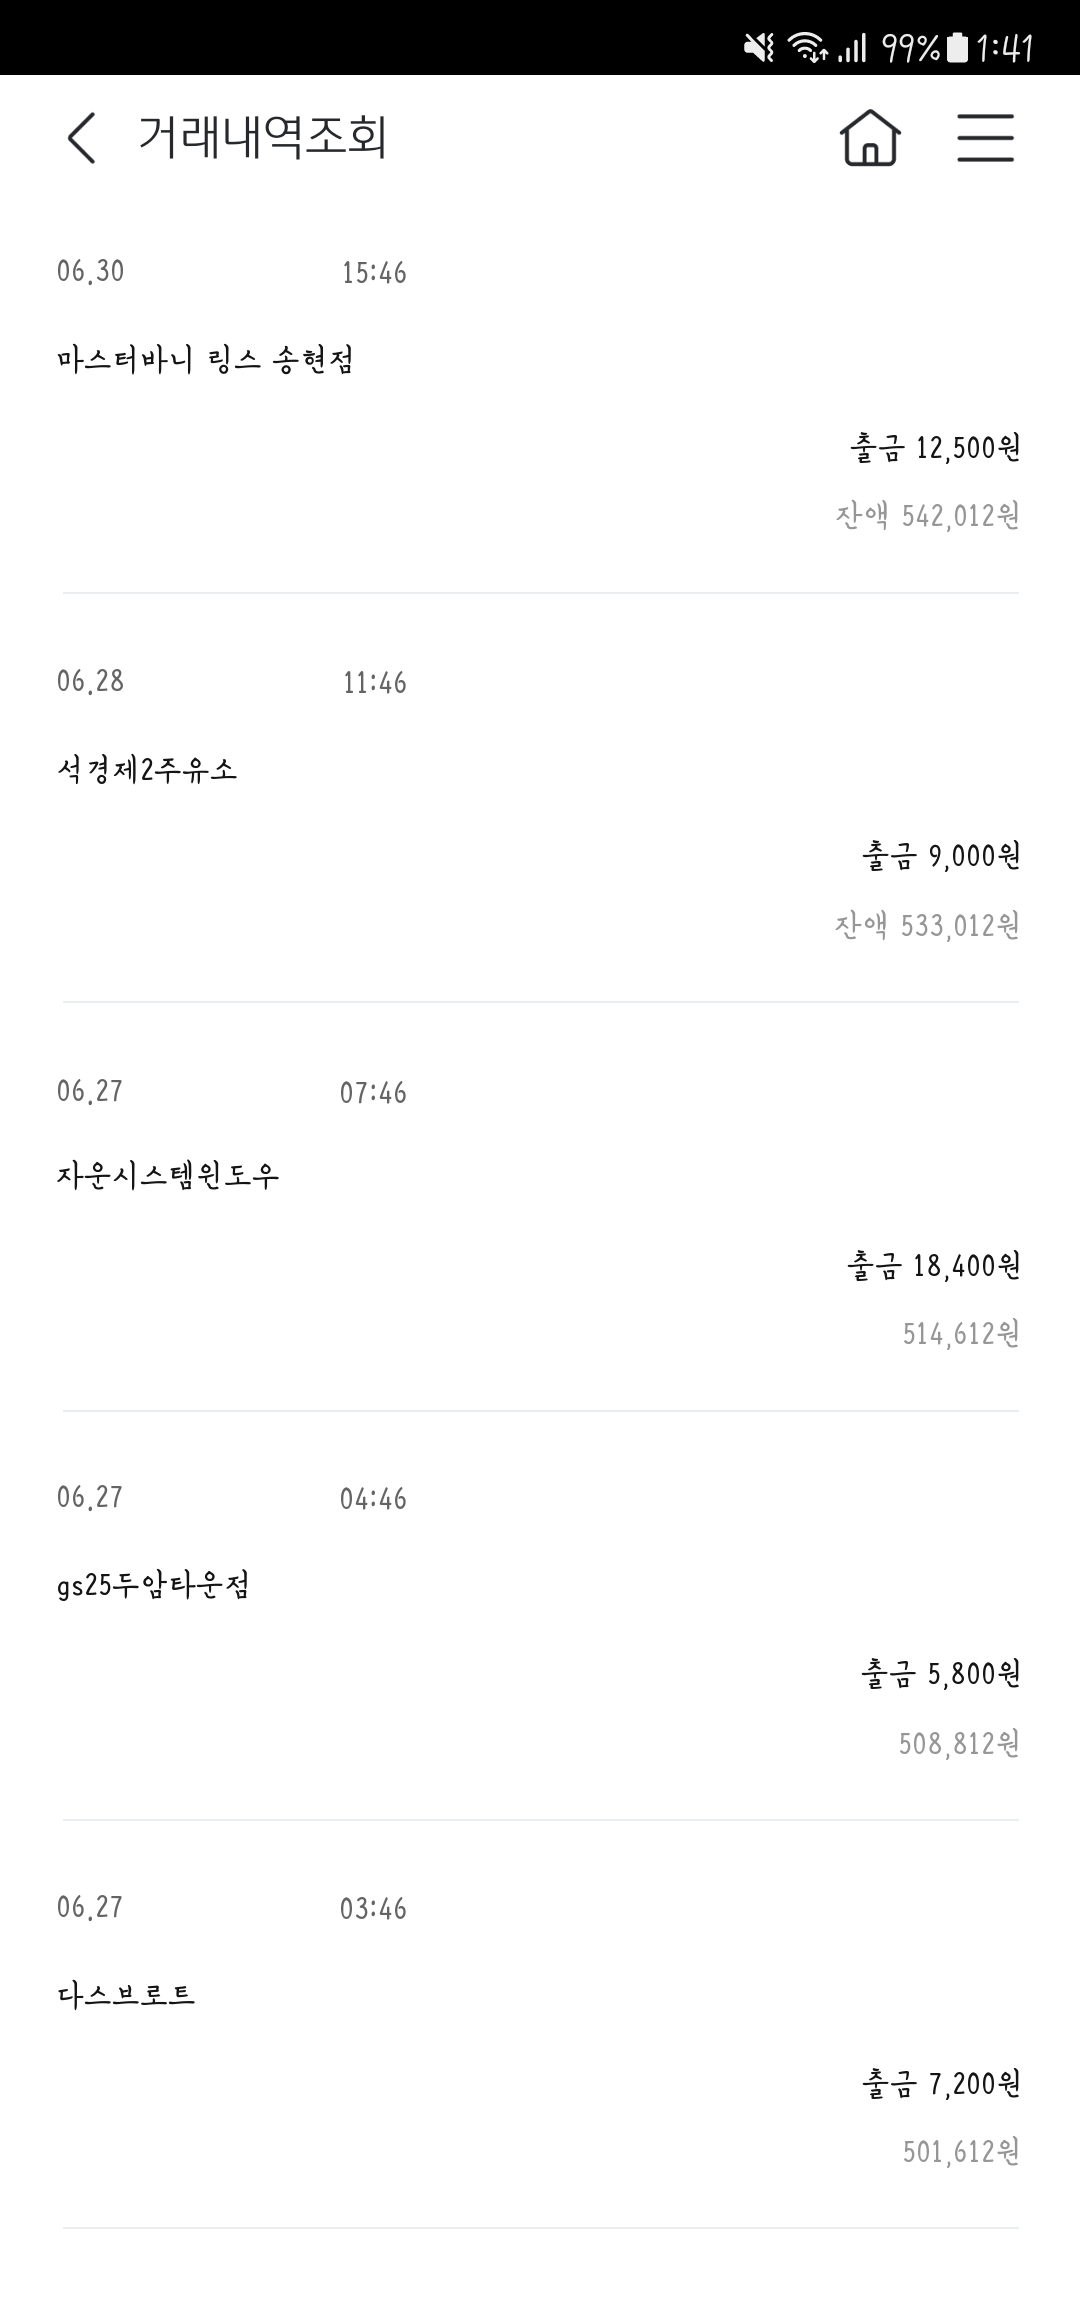 99% 1:41
거래내역조회
06.30 15:46
마스터바니 링스 송현점
출금 12,500원
잔액 542,012원
06.28 11:46
석경제2주유소
출금 9,000원
잔액 533,012원
06.27 07:46
자운시스템윈도우
출금 18,400원
514,612원
06.27 04:46
gs25두암타운점
출금 5,800원
508,812원
06.27 03:46
다스브로트
출금 7,200원
501,612원